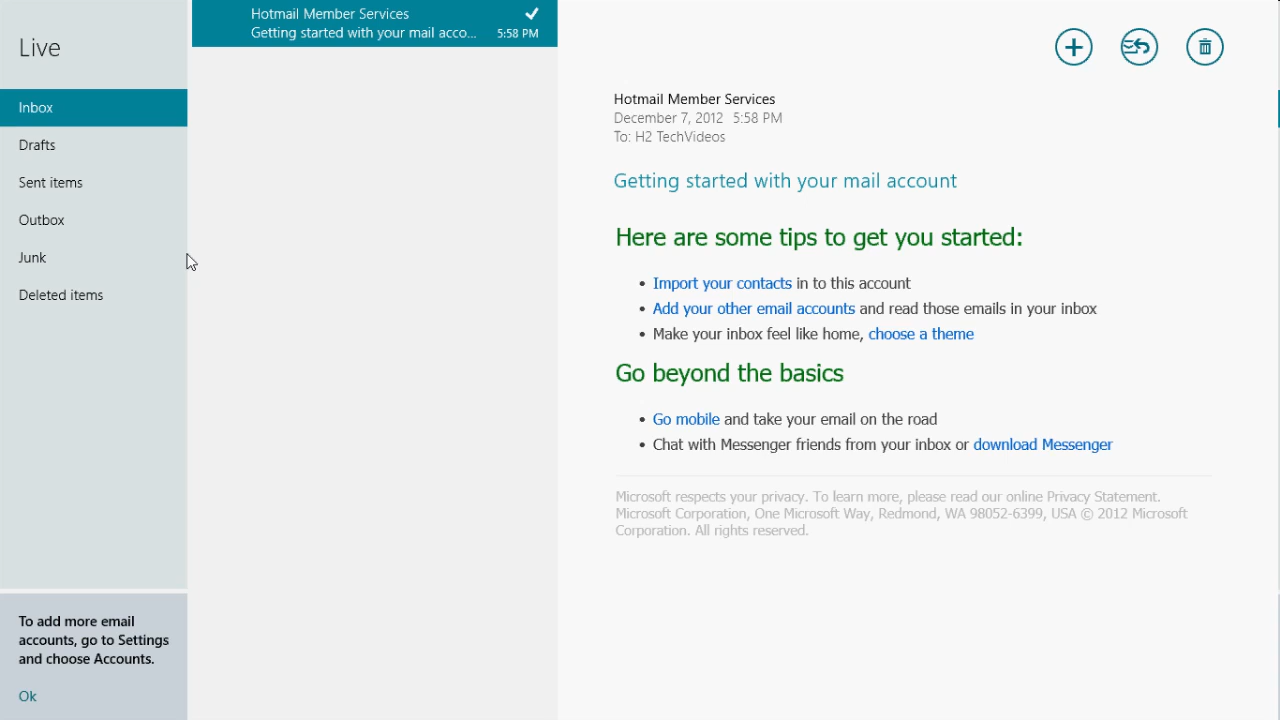 Live
Inbox
Drafts
Sent items
Outbox
Junk
Deleted items
To add more email
accounts, go to Settings
and choose Accounts.
Ok
Hotmail Member Services
Getting started with your mail acco... 5:58 PM
Hotmail Member Services
December 7, 2012 5:58 PM
To: H2 TechVideos
Getting started with your mail account
Here are some tips to get you started:
• Import your contacts in to this account
• Add your other email accounts and read those emails in your inbox
• Make your inbox feel like home, choose a theme
Go beyond the basics
• Go mobile and take your email on the road
• Chat with Messenger friends from your inbox or download Messenger
Microsoft respects your privacy. To learn more, please read our online Privacy Statement.
Microsoft Corporation, One Microsoft Way, Redmond, WA 98052-6399, USA © 2012 Microsoft
Corporation. All rights reserved.